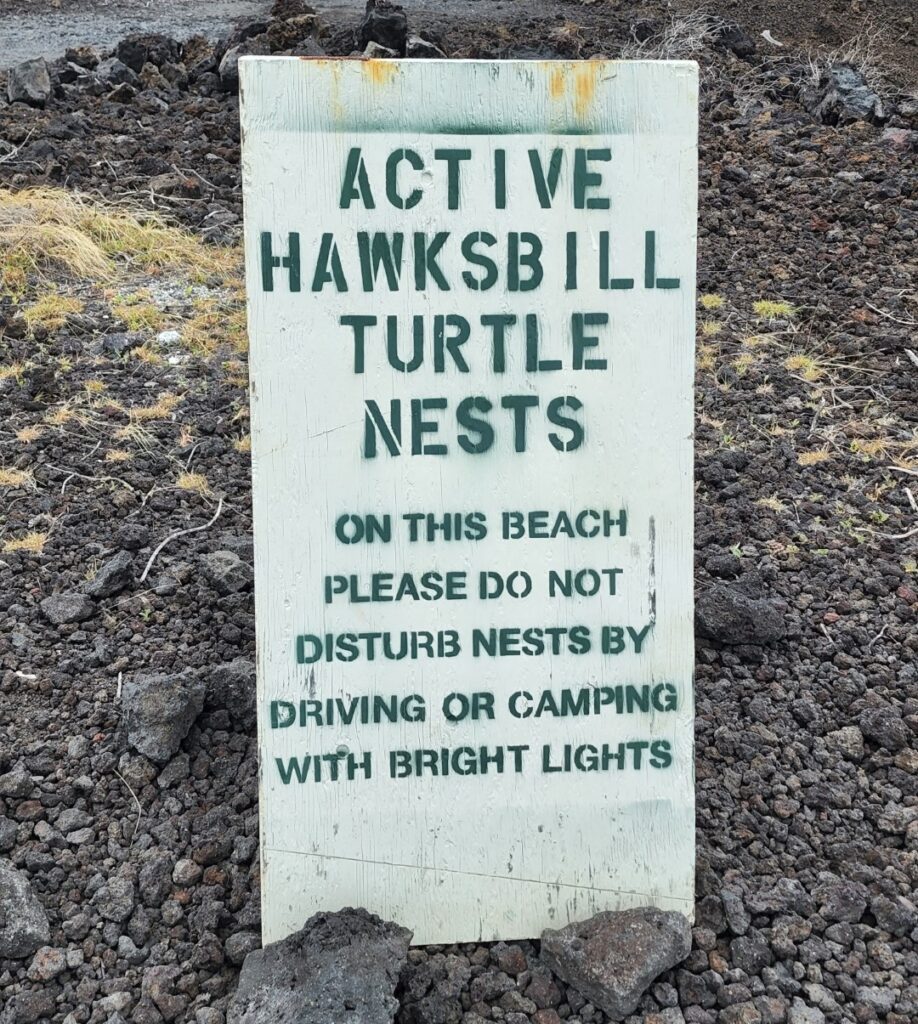 ACTIVE
HAWKSBILL
TURTLE
NESTS
ON THIS BEACH
PLEASE DO NOT
DISTURB NESTS BY
DRIVING OR CAMPING
WITH BRIGHT LIGHTS